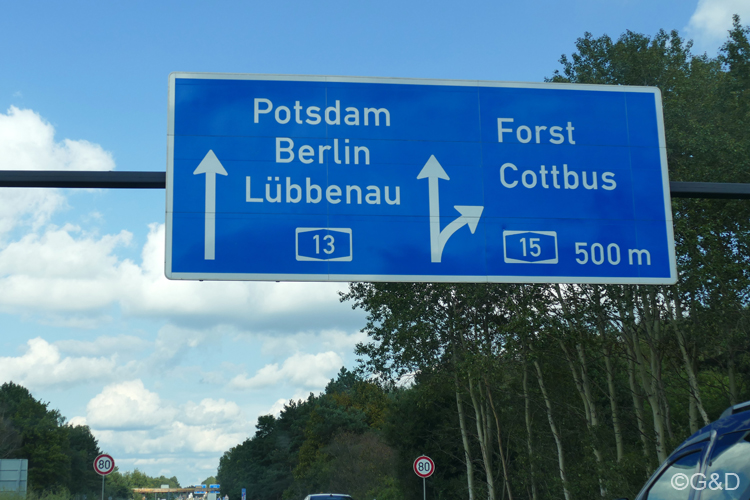 Potsdam
Berlin
Lübbenau
13
Forst
Cottbus
15 500 m
80
80
©G&D